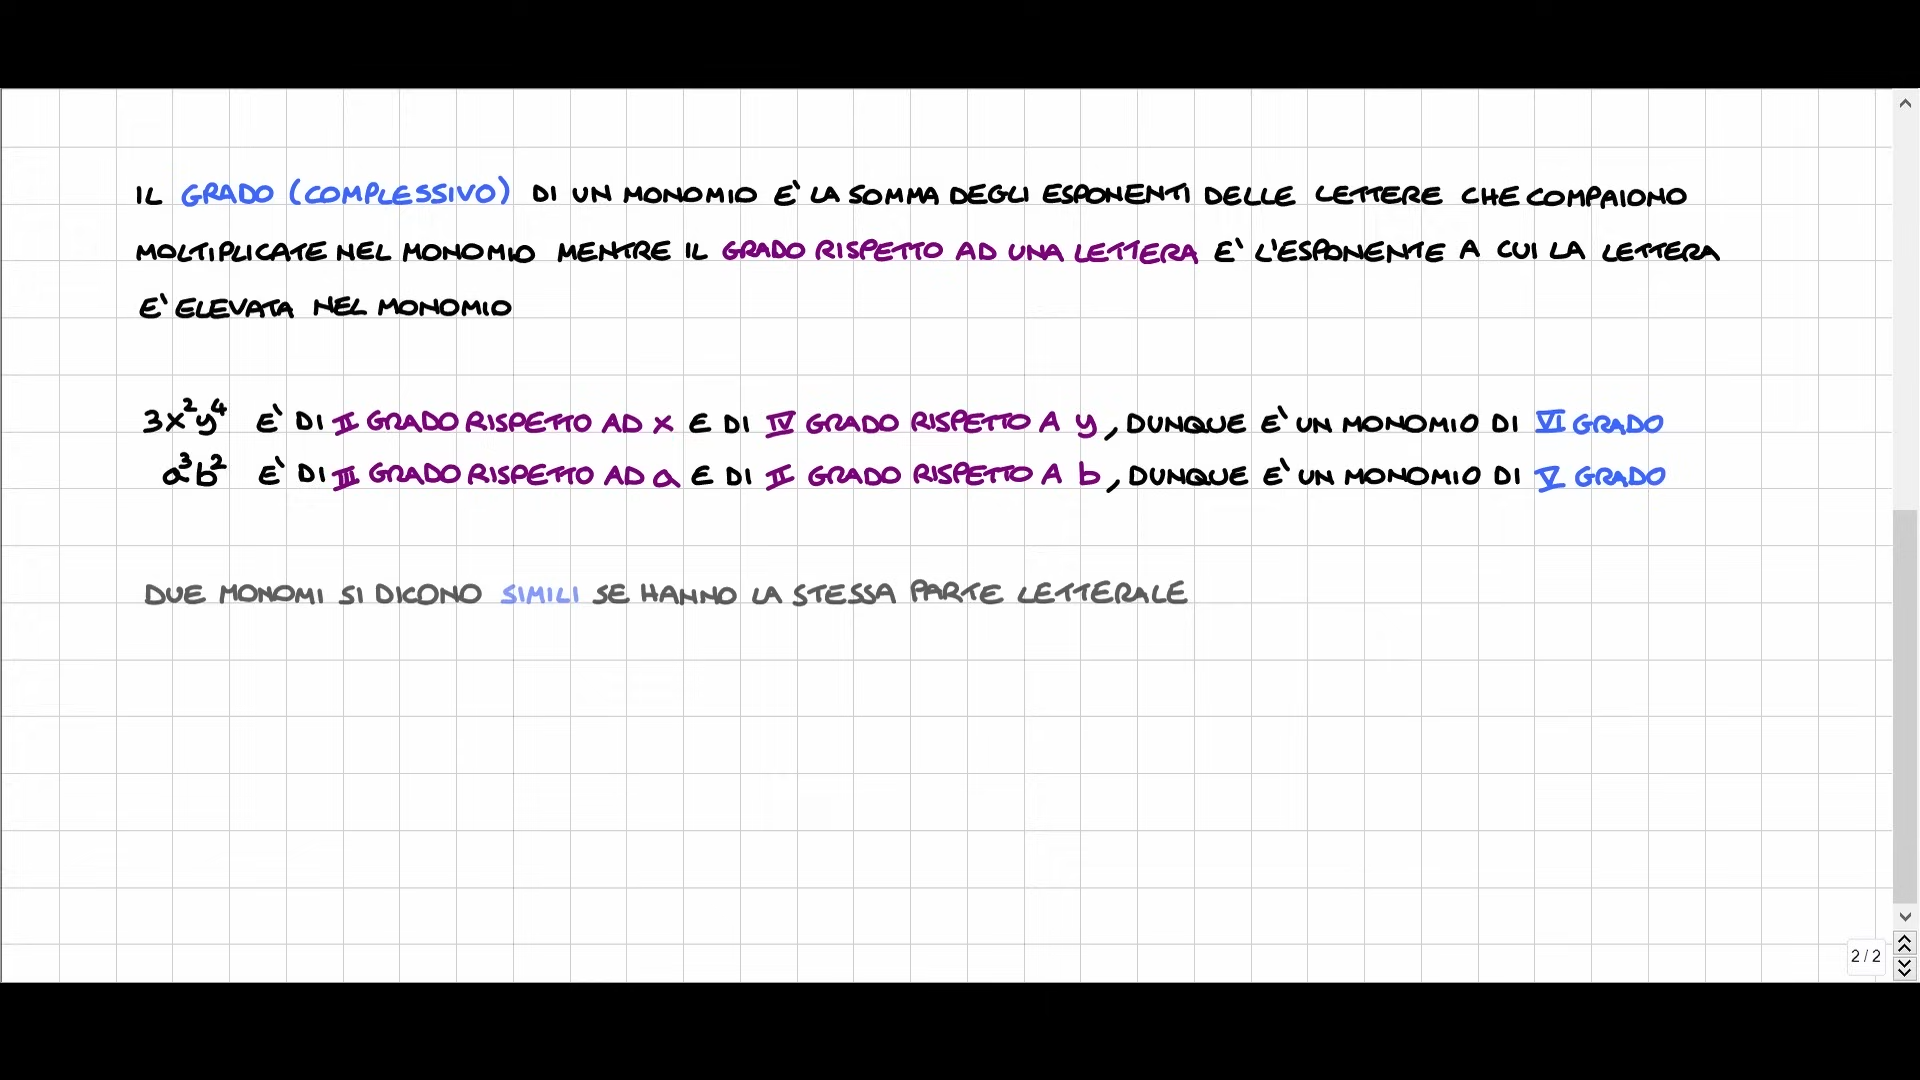 IL GRADO (COMPLESSIVO) DI UN MONOMIO E` LA SOMMA DEGLI ESPONENTI DELLE LETTERE CHE COMPAIONO
MOLTIPLICATE NEL MONOMIO MENTRE IL GRADO RISPETTO AD UNA LETTERA E` L'ESPONENTE A CUI LA LETTERA
E` ELEVATA NEL MONOMIO
3x²y⁴ E` DI II GRADO RISPETTO AD x E DI IV GRADO RISPETTO A y, DUNQUE E` UN MONOMIO DI VI GRADO
a³b² E` DI III GRADO RISPETTO AD a E DI II GRADO RISPETTO A b, DUNQUE E` UN MONOMIO DI V GRADO
DUE MONOMI SI DICONO SIMILI SE HANNO LA STESSA PARTE LETTERALE
2 / 2